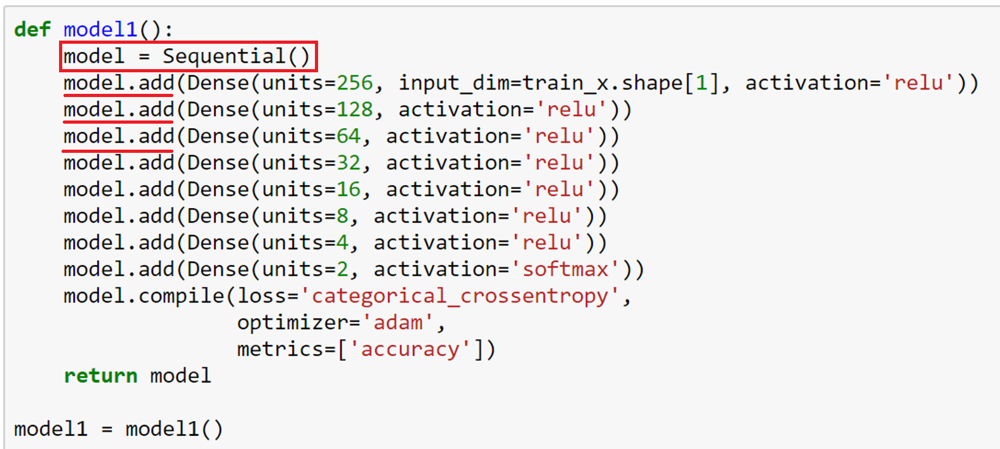 def model1():
    model = Sequential()
    model.add(Dense(units=256, input_dim=train_x.shape[1], activation='relu'))
    model.add(Dense(units=128, activation='relu'))
    model.add(Dense(units=64, activation='relu'))
    model.add(Dense(units=32, activation='relu'))
    model.add(Dense(units=16, activation='relu'))
    model.add(Dense(units=8, activation='relu'))
    model.add(Dense(units=4, activation='relu'))
    model.add(Dense(units=2, activation='softmax'))
    model.compile(loss='categorical_crossentropy',
                  optimizer='adam',
                  metrics=['accuracy'])
    return model
model1 = model1()